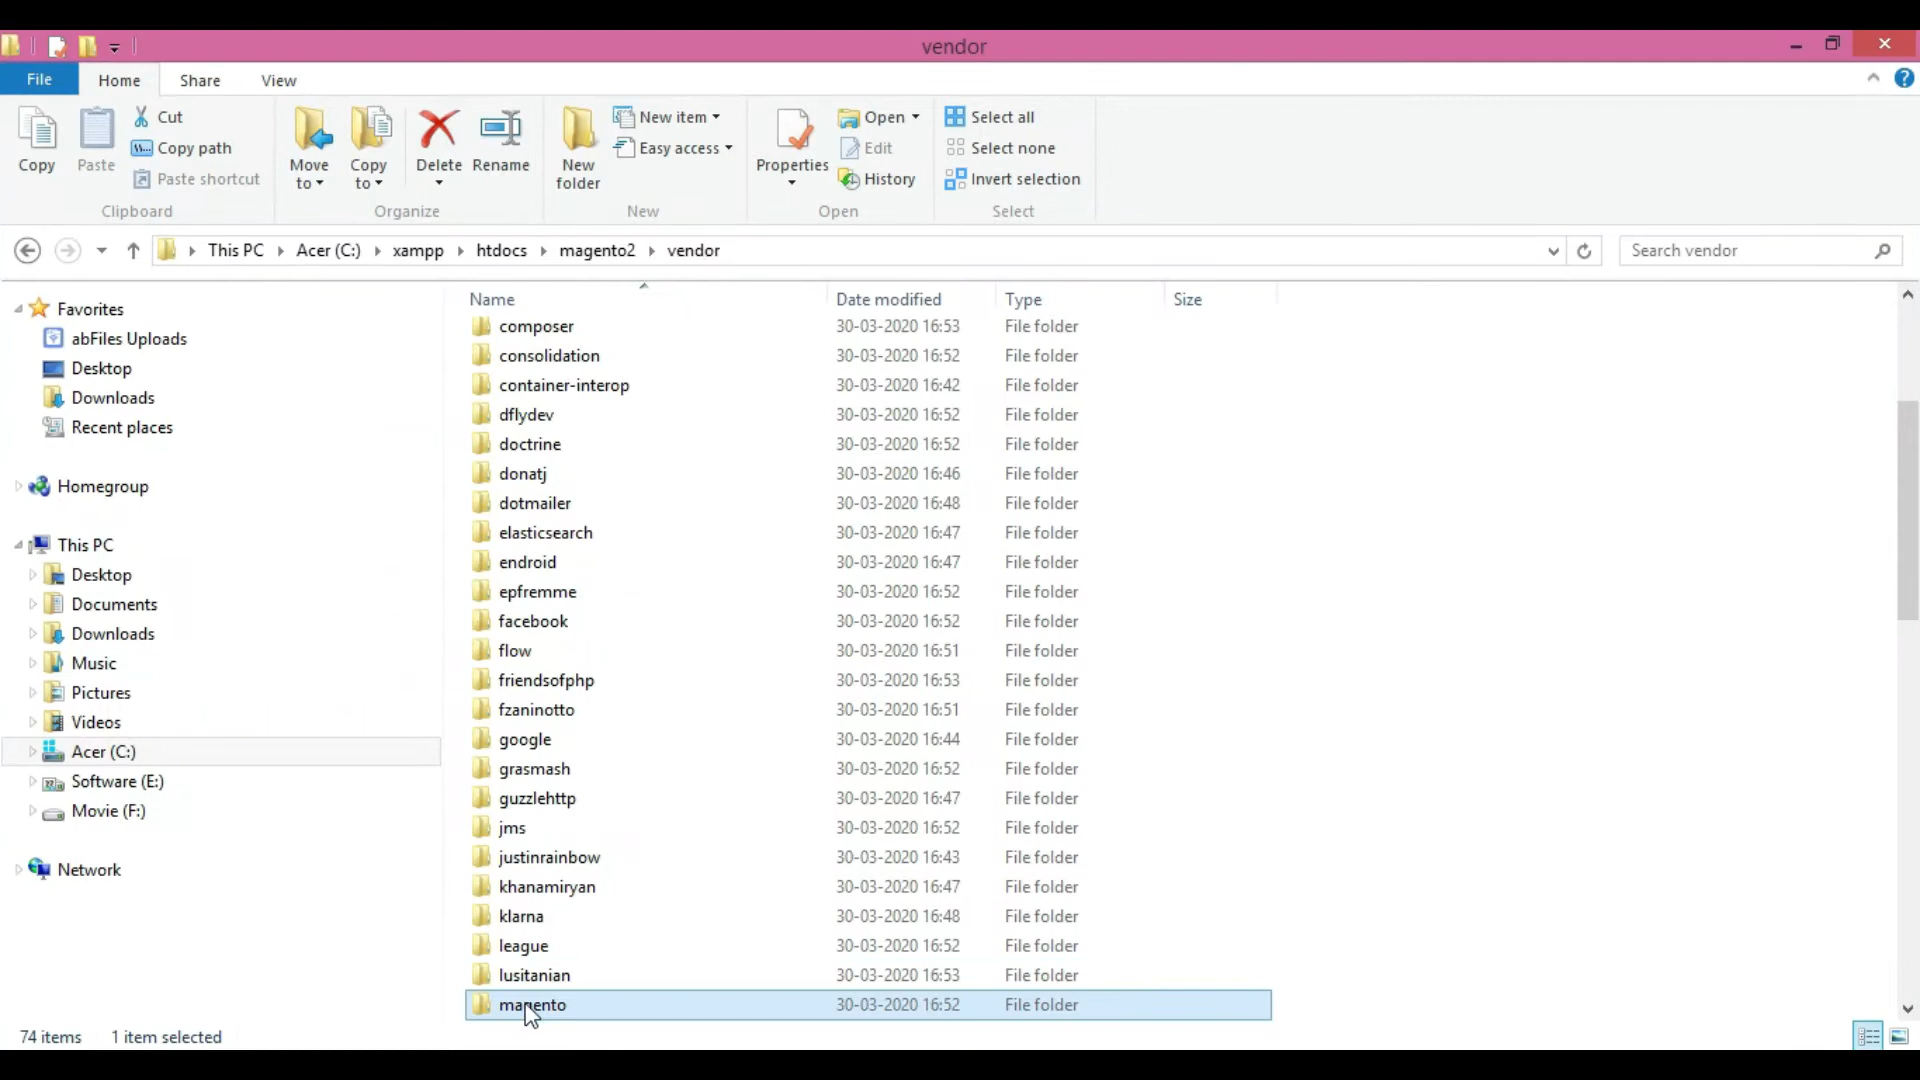 vendor
File Home Share View
Copy Paste Cut Copy path Paste shortcut Clipboard
Move to Copy to Delete Rename Organize
New folder New item Easy access New
Properties Open Edit History Open
Select all Select none Invert selection Select
This PC Acer (C:) xampp htdocs magento2 vendor Search vendor
Favorites
abFiles Uploads
Desktop
Downloads
Recent places
Homegroup
This PC
Desktop
Documents
Downloads
Music
Pictures
Videos
Acer (C:)
Software (E:)
Movie (F:)
Network
Name Date modified Type Size
composer 30-03-2020 16:53 File folder
consolidation 30-03-2020 16:52 File folder
container-interop 30-03-2020 16:42 File folder
dflydev 30-03-2020 16:52 File folder
doctrine 30-03-2020 16:52 File folder
donatj 30-03-2020 16:46 File folder
dotmailer 30-03-2020 16:48 File folder
elasticsearch 30-03-2020 16:47 File folder
endroid 30-03-2020 16:47 File folder
epfremme 30-03-2020 16:52 File folder
facebook 30-03-2020 16:52 File folder
flow 30-03-2020 16:51 File folder
friendsofphp 30-03-2020 16:53 File folder
fzaninotto 30-03-2020 16:51 File folder
google 30-03-2020 16:44 File folder
grasmash 30-03-2020 16:52 File folder
guzzlehttp 30-03-2020 16:47 File folder
jms 30-03-2020 16:52 File folder
justinrainbow 30-03-2020 16:43 File folder
khanamiryan 30-03-2020 16:47 File folder
klarna 30-03-2020 16:48 File folder
league 30-03-2020 16:52 File folder
lusitanian 30-03-2020 16:53 File folder
magento 30-03-2020 16:52 File folder
74 items 1 item selected